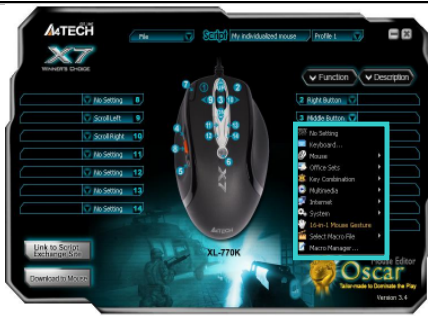 A4TECH
X7
WINNER'S CHOICE
File
Script
My individualized mouse
Profile 1
Function
Description
No Setting 8
Scroll Left 9
Scroll Right 10
No Setting 11
No Setting 12
No Setting 13
No Setting 14
2 Right Button
3 Middle Button
No Setting
Keyboard...
Mouse
Office Sets
Key Combination
Multimedia
Internet
System
16-in-1 Mouse Gesture
Select Macro File
Macro Manager...
Link to Script
Exchange Site
Download to Mouse
XL-770K
Mouse Editor
Oscar
Tailor-made to Dominate the Play
Version 3.4